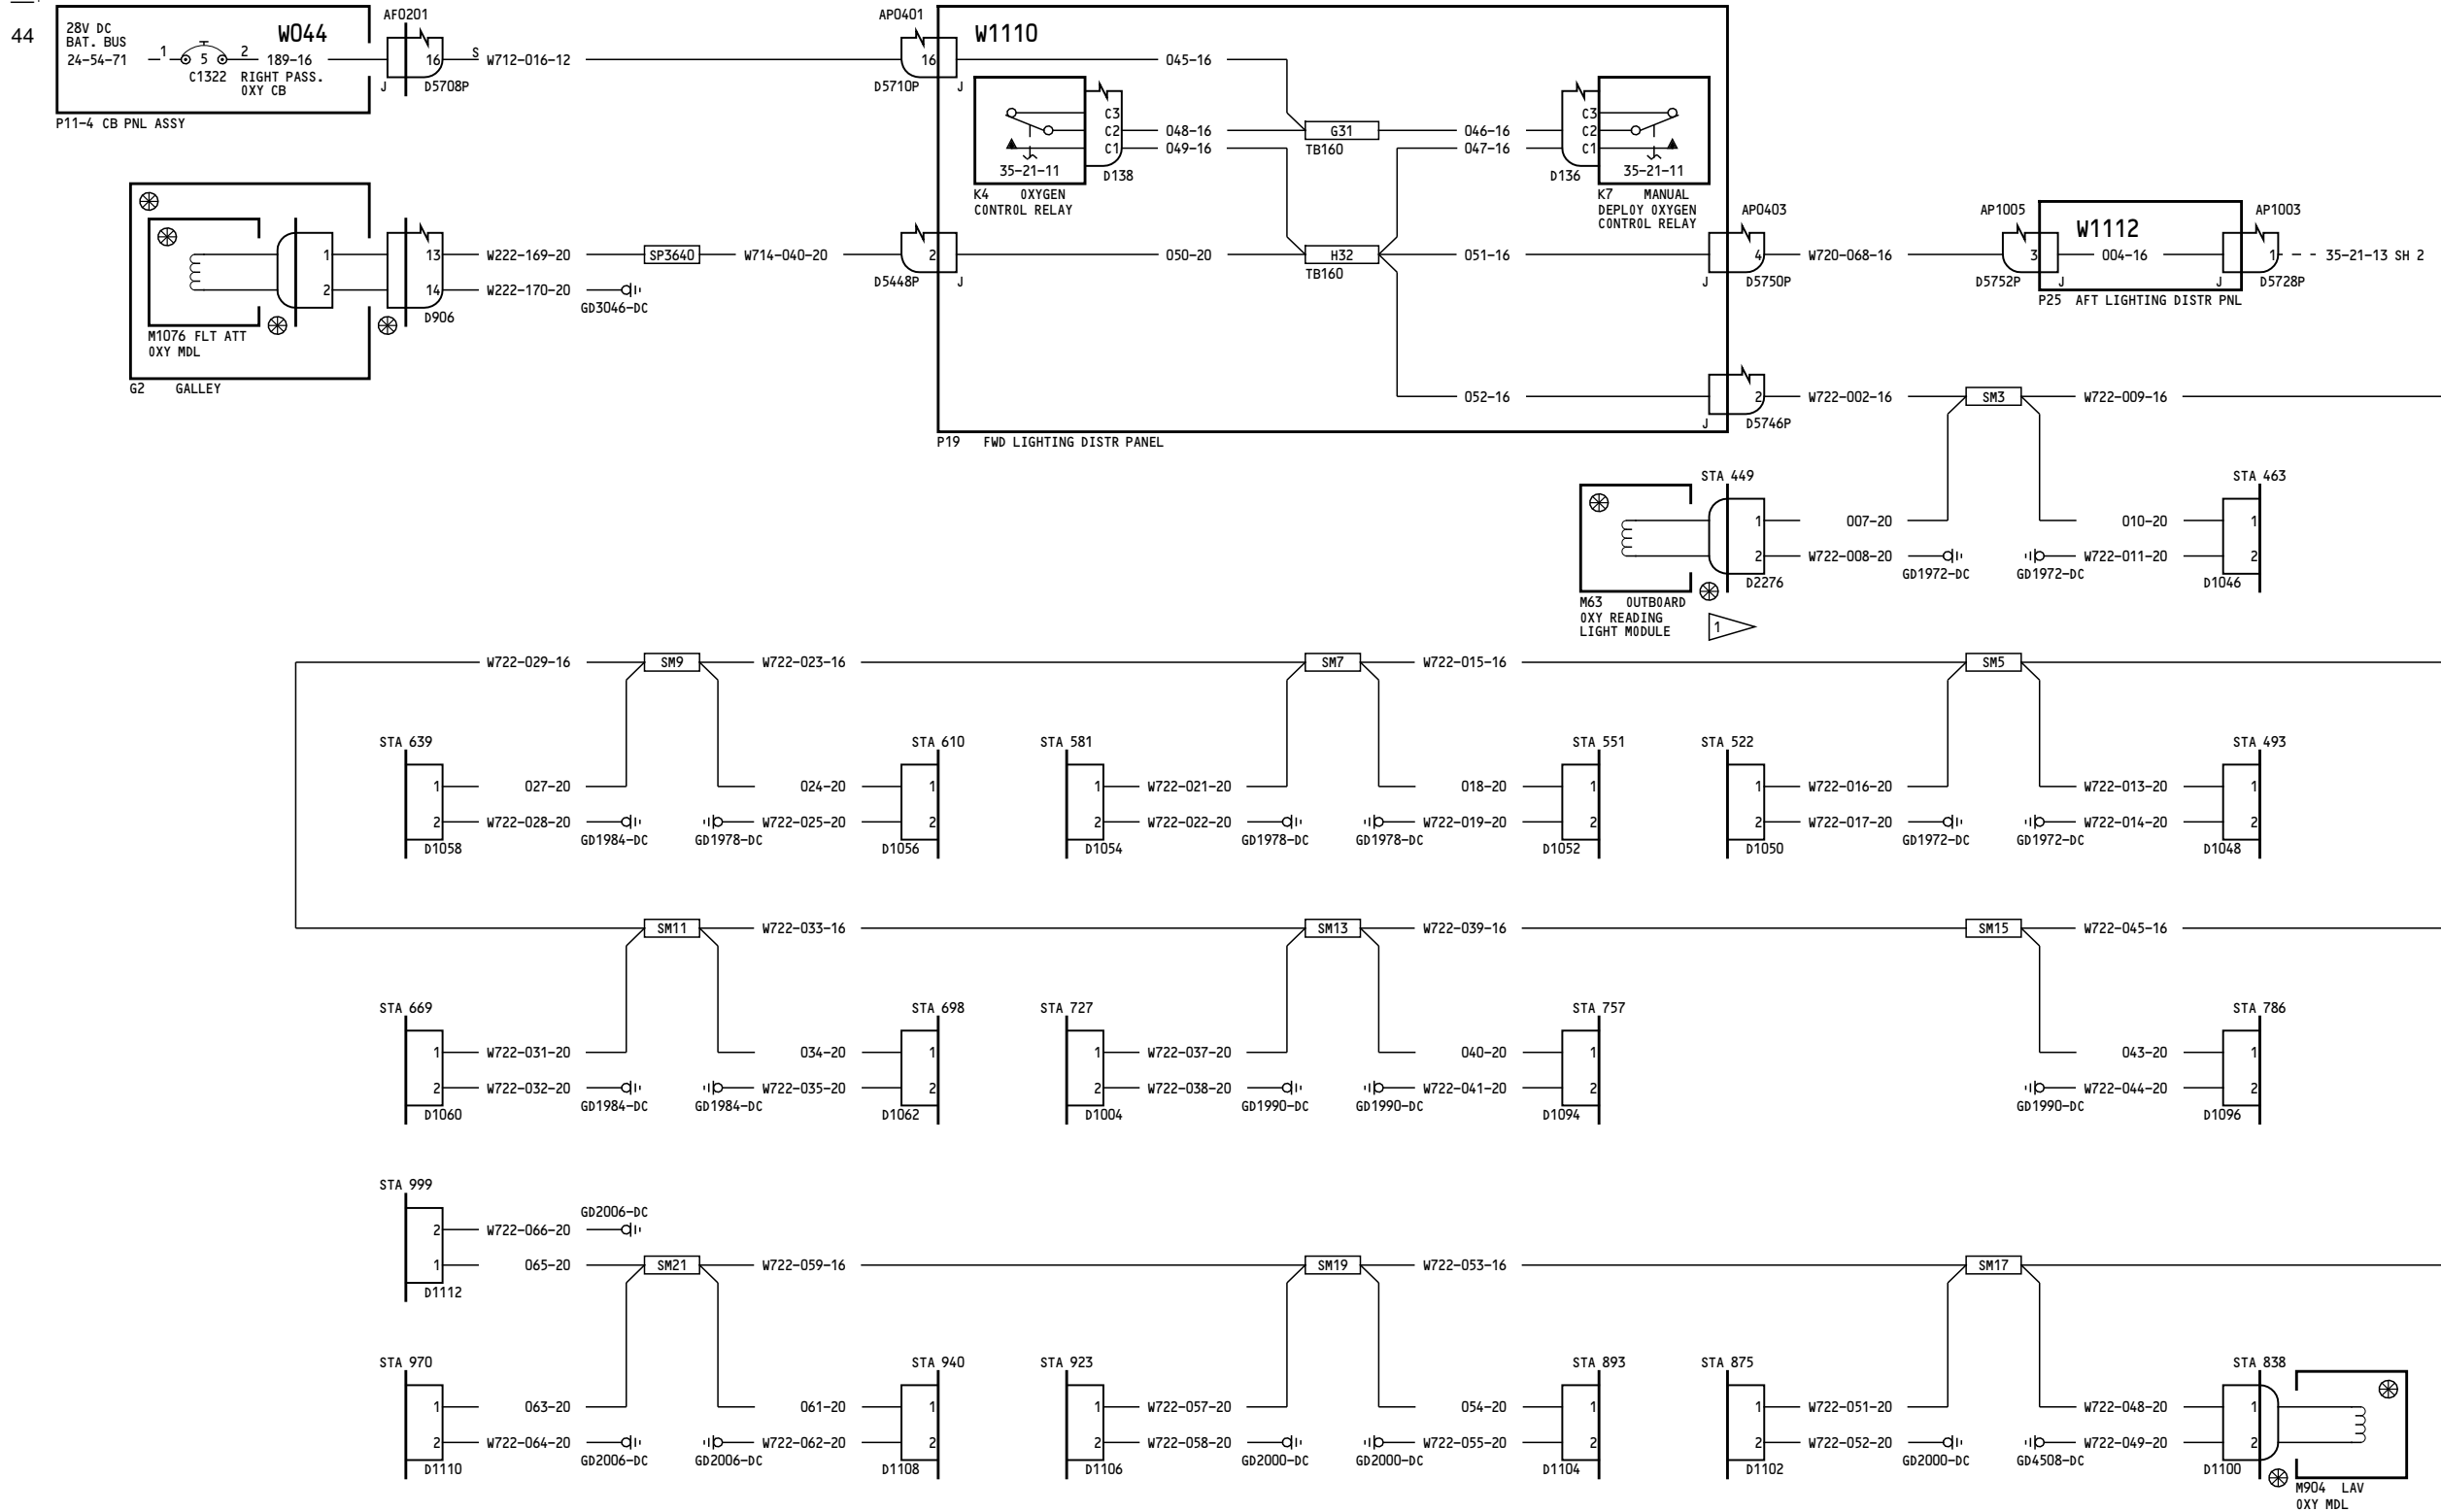 44
28V DC
BAT. BUS
24-54-71
1
5
2
189-16
W044
C1322 RIGHT PASS.
OXY CB
P11-4 CB PNL ASSY
AF0201
16
J
D5708P
S
W712-016-12
AP0401
16
D5710P
J
W1110
045-16
C3
C2
C1
35-21-11
D138
K4 OXYGEN
CONTROL RELAY
048-16
049-16
G31
TB160
046-16
047-16
C3
C2
C1
35-21-11
D136
K7 MANUAL
DEPLOY OXYGEN
CONTROL RELAY
M1076 FLT ATT
OXY MDL
G2 GALLEY
1
2
13
14
D906
W222-169-20
W222-170-20
SP3640
GD3046-DC
W714-040-20
2
D5448P
J
050-20
H32
TB160
051-16
052-16
AP0403
4
J
D5750P
W720-068-16
AP1005
3
D5752P
J
W1112
004-16
J
AP1003
1
D5728P
35-21-13 SH 2
P25 AFT LIGHTING DISTR PNL
2
J
D5746P
P19 FWD LIGHTING DISTR PANEL
W722-002-16
SM3
W722-009-16
STA 449
1
2
D2276
M63 OUTBOARD
OXY READING
LIGHT MODULE
1
007-20
W722-008-20
GD1972-DC
GD1972-DC
010-20
W722-011-20
STA 463
1
2
D1046
W722-029-16
SM9
W722-023-16
SM7
W722-015-16
SM5
STA 639
1
2
D1058
027-20
W722-028-20
GD1984-DC
GD1978-DC
024-20
W722-025-20
STA 610
1
2
D1056
STA 581
1
2
D1054
W722-021-20
W722-022-20
GD1978-DC
GD1978-DC
018-20
W722-019-20
STA 551
1
2
D1052
STA 522
1
2
D1050
W722-016-20
W722-017-20
GD1972-DC
GD1972-DC
W722-013-20
W722-014-20
STA 493
1
2
D1048
SM11
W722-033-16
SM13
W722-039-16
SM15
W722-045-16
STA 669
1
2
D1060
W722-031-20
W722-032-20
GD1984-DC
GD1984-DC
034-20
W722-035-20
STA 698
1
2
D1062
STA 727
1
2
D1004
W722-037-20
W722-038-20
GD1990-DC
GD1990-DC
040-20
W722-041-20
STA 757
1
2
D1094
GD1990-DC
043-20
W722-044-20
STA 786
1
2
D1096
STA 999
2
1
D1112
W722-066-20
GD2006-DC
065-20
SM21
W722-059-16
SM19
W722-053-16
SM17
STA 970
1
2
D1110
063-20
W722-064-20
GD2006-DC
GD2006-DC
061-20
W722-062-20
STA 940
1
2
D1108
STA 923
1
2
D1106
W722-057-20
W722-058-20
GD2000-DC
GD2000-DC
054-20
W722-055-20
STA 893
1
2
D1104
STA 875
1
2
D1102
W722-051-20
W722-052-20
GD2000-DC
GD4508-DC
W722-048-20
W722-049-20
STA 838
1
2
D1100
M904 LAV
OXY MDL